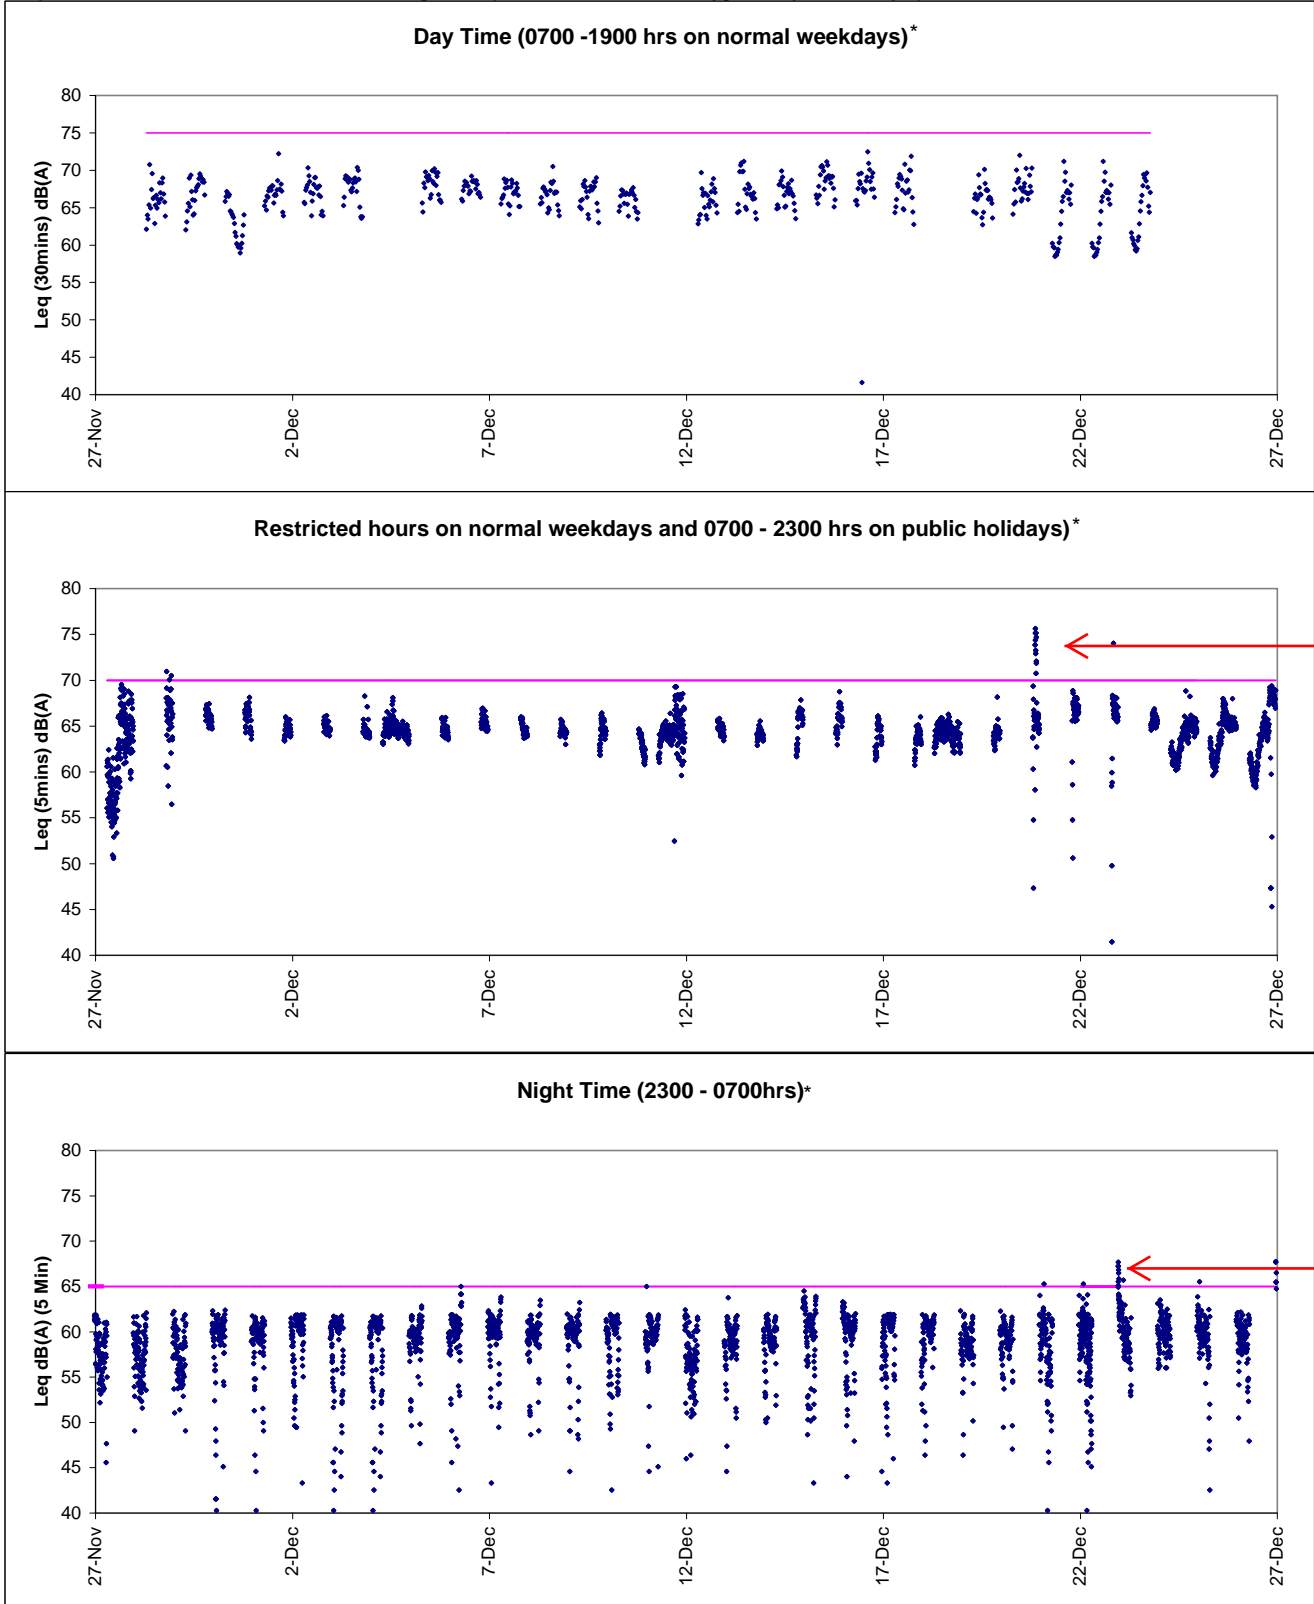 Day Time (0700 -1900 hrs on normal weekdays)*
80
75
70
65
60
55
50
45
40
Leq (30mins) dB(A)
27-Nov
2-Dec
7-Dec
12-Dec
17-Dec
22-Dec
27-Dec
Restricted hours on normal weekdays and 0700 - 2300 hrs on public holidays)*
80
75
70
65
60
55
50
45
40
Leq (5mins) dB(A)
27-Nov
2-Dec
7-Dec
12-Dec
17-Dec
22-Dec
27-Dec
Night Time (2300 - 0700hrs)*
80
75
70
65
60
55
50
45
40
Leq dB(A) (5 Min)
27-Nov
2-Dec
7-Dec
12-Dec
17-Dec
22-Dec
27-Dec